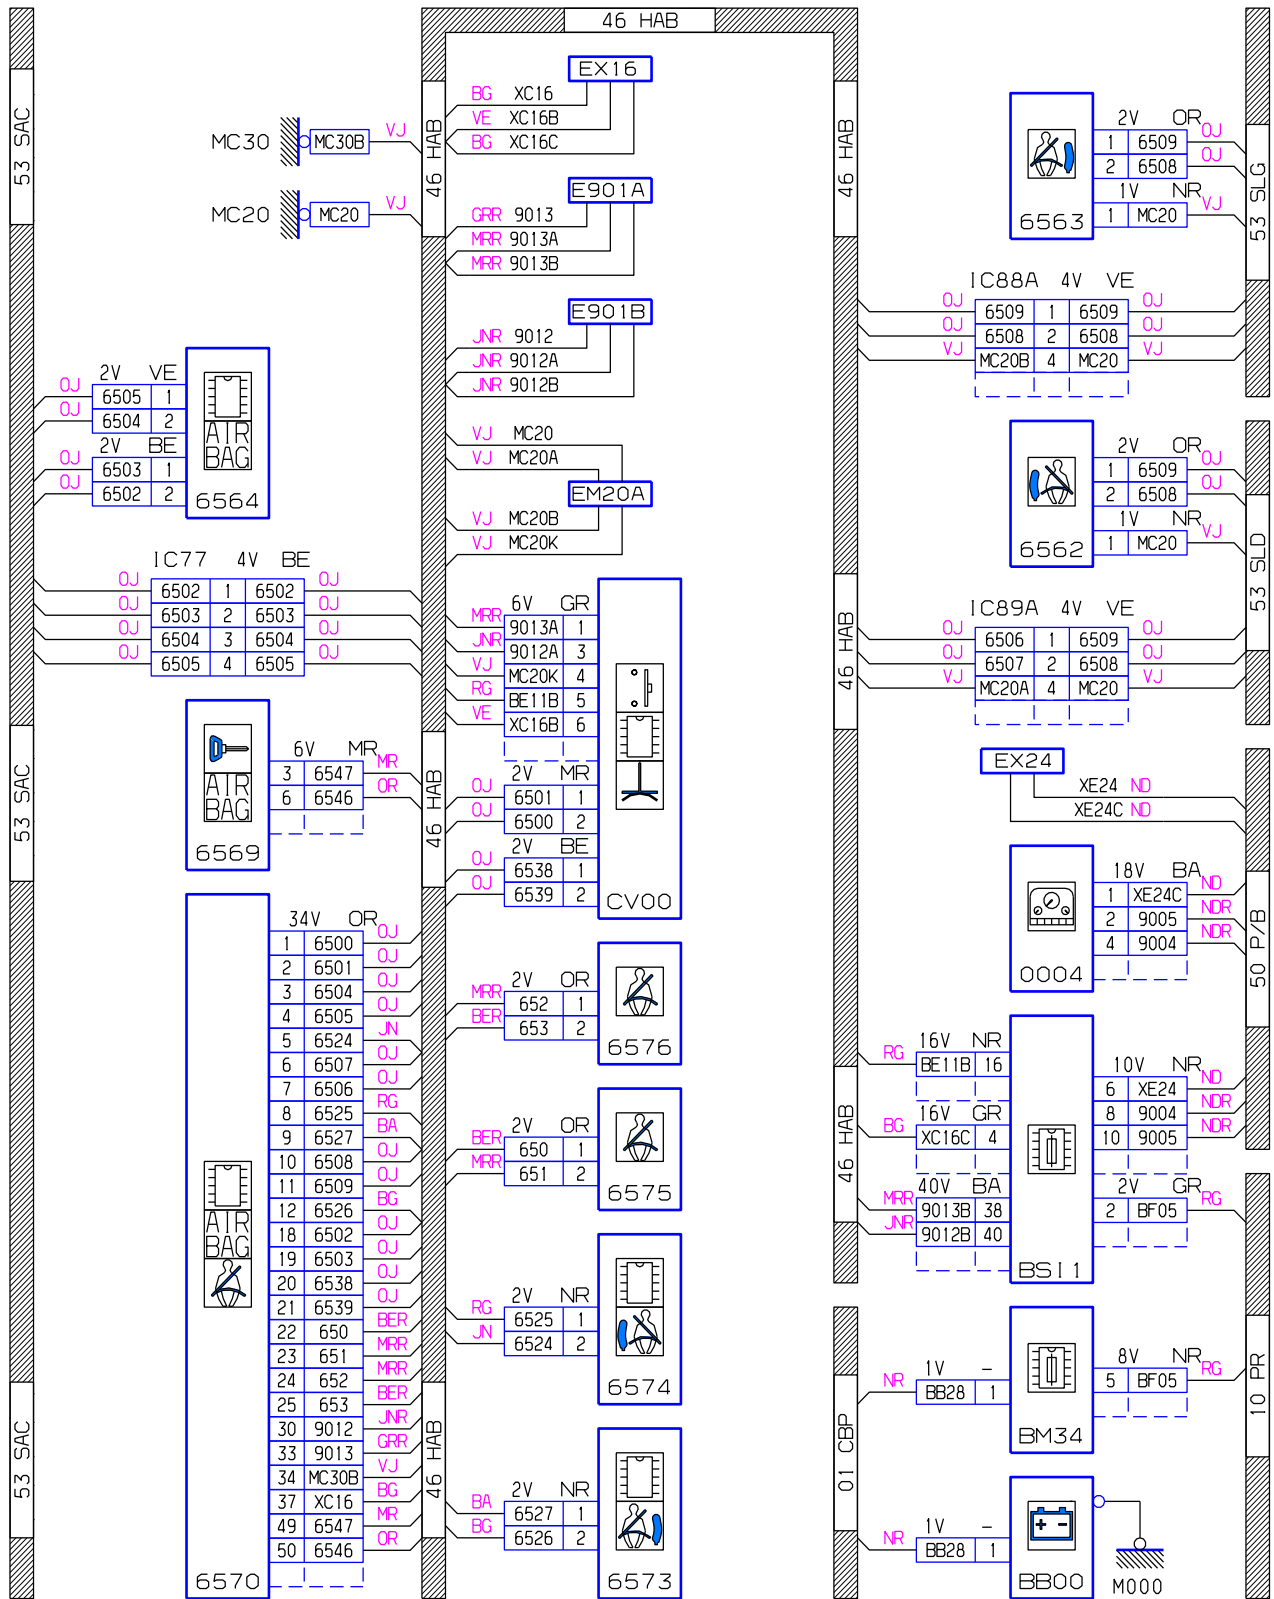 46 HAB
53 SAC
MC30 MC30B VJ
MC20 MC20 VJ
46 HAB
EX16
BG XC16
VE XC16B
BG XC16C
E901A
GRR 9013
MRR 9013A
MRR 9013B
E901B
JNR 9012
JNR 9012A
JNR 9012B
VJ MC20
VJ MC20A
EM20A
VJ MC20B
VJ MC20K
2V VE
OJ 6505 1
OJ 6504 2
2V BE
OJ 6503 1
OJ 6502 2
AIR
BAG
6564
IC77 4V BE
OJ 6502 1 6502 OJ
OJ 6503 2 6503 OJ
OJ 6504 3 6504 OJ
OJ 6505 4 6505 OJ
53 SAC
AIR
BAG
6569
6V MR
3 6547 MR
6 6546 OR
46 HAB
6V GR
MRR 9013A 1
JNR 9012A 3
VJ MC20K 4
RG BE11B 5
VE XC16B 6
2V MR
OJ 6501 1
OJ 6500 2
2V BE
OJ 6538 1
OJ 6539 2
CV00
53 SAC
AIR
BAG
6570
34V OR
1 6500 OJ
2 6501 OJ
3 6504 OJ
4 6505 OJ
5 6524 JN
6 6507 OJ
7 6506 OJ
8 6525 RG
9 6527 BA
10 6508 OJ
11 6509 OJ
12 6526 BG
18 6502 OJ
19 6503 OJ
20 6538 OJ
21 6539 OJ
22 650 BER
23 651 MRR
24 652 MRR
25 653 BER
30 9012 JNR
33 9013 GRR
34 MC30B VJ
37 XC16 BG
49 6547 MR
50 6546 OR
46 HAB
2V OR
MRR 652 1
BER 653 2
6576
2V OR
BER 650 1
MRR 651 2
6575
2V NR
RG 6525 1
JN 6524 2
6574
2V NR
BA 6527 1
BG 6526 2
6573
46 HAB
6563
2V OR
1 6509 OJ
2 6508 OJ
1V NR
1 MC20 VJ
53 SLG
IC88A 4V VE
OJ 6509 1 6509 OJ
OJ 6508 2 6508 OJ
VJ MC20B 4 MC20 VJ
6562
2V OR
1 6509 OJ
2 6508 OJ
1V NR
1 MC20 VJ
53 SLD
46 HAB
IC89A 4V VE
OJ 6506 1 6509 OJ
OJ 6507 2 6508 OJ
VJ MC20A 4 MC20 VJ
EX24
XE24 ND
XE24C ND
0004
18V BA
1 XE24C ND
2 9005 NDR
4 9004 NDR
50 P/B
46 HAB
16V NR
RG BE11B 16
16V GR
BG XC16C 4
40V BA
MRR 9013B 38
JNR 9012B 40
BSI1
10V NR
6 XE24 ND
8 9004 NDR
10 9005 NDR
2V GR
2 BF05 RG
01 CBP
1V -
NR BB28 1
BM34
8V NR
5 BF05 RG
10 PR
1V -
NR BB28 1
+ -
BB00
M000